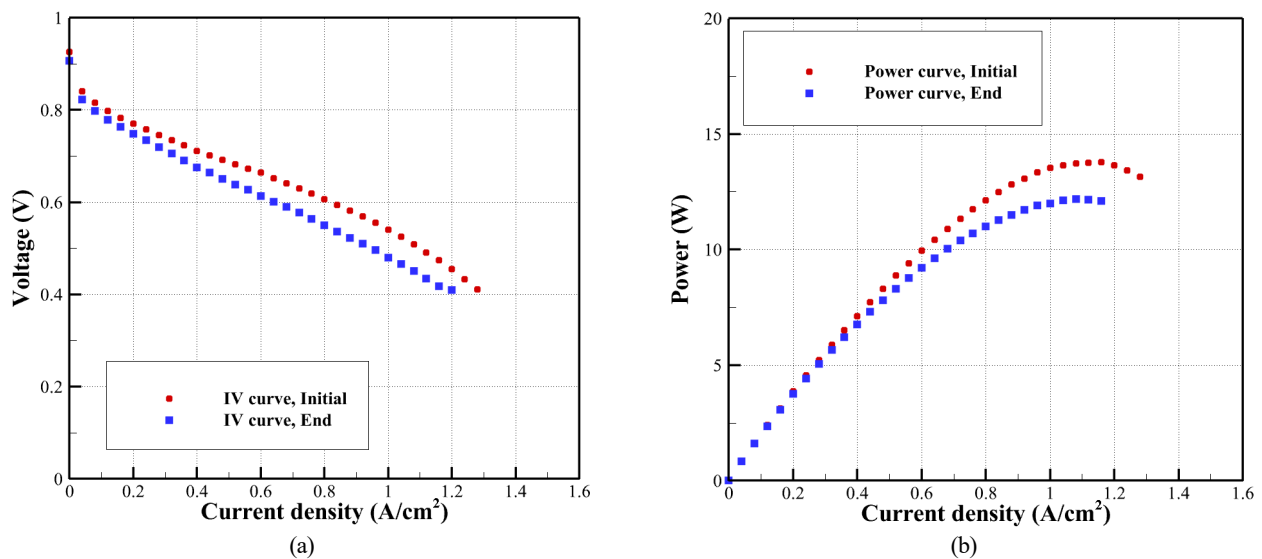 1
0.8
0.6
0.4
0.2
0
Voltage (V)
IV curve, Initial
IV curve, End
0 0.2 0.4 0.6 0.8 1 1.2 1.4 1.6
Current density (A/cm²)
(a)
20
15
10
5
0
Power (W)
Power curve, Initial
Power curve, End
0 0.2 0.4 0.6 0.8 1 1.2 1.4 1.6
Current density (A/cm²)
(b)